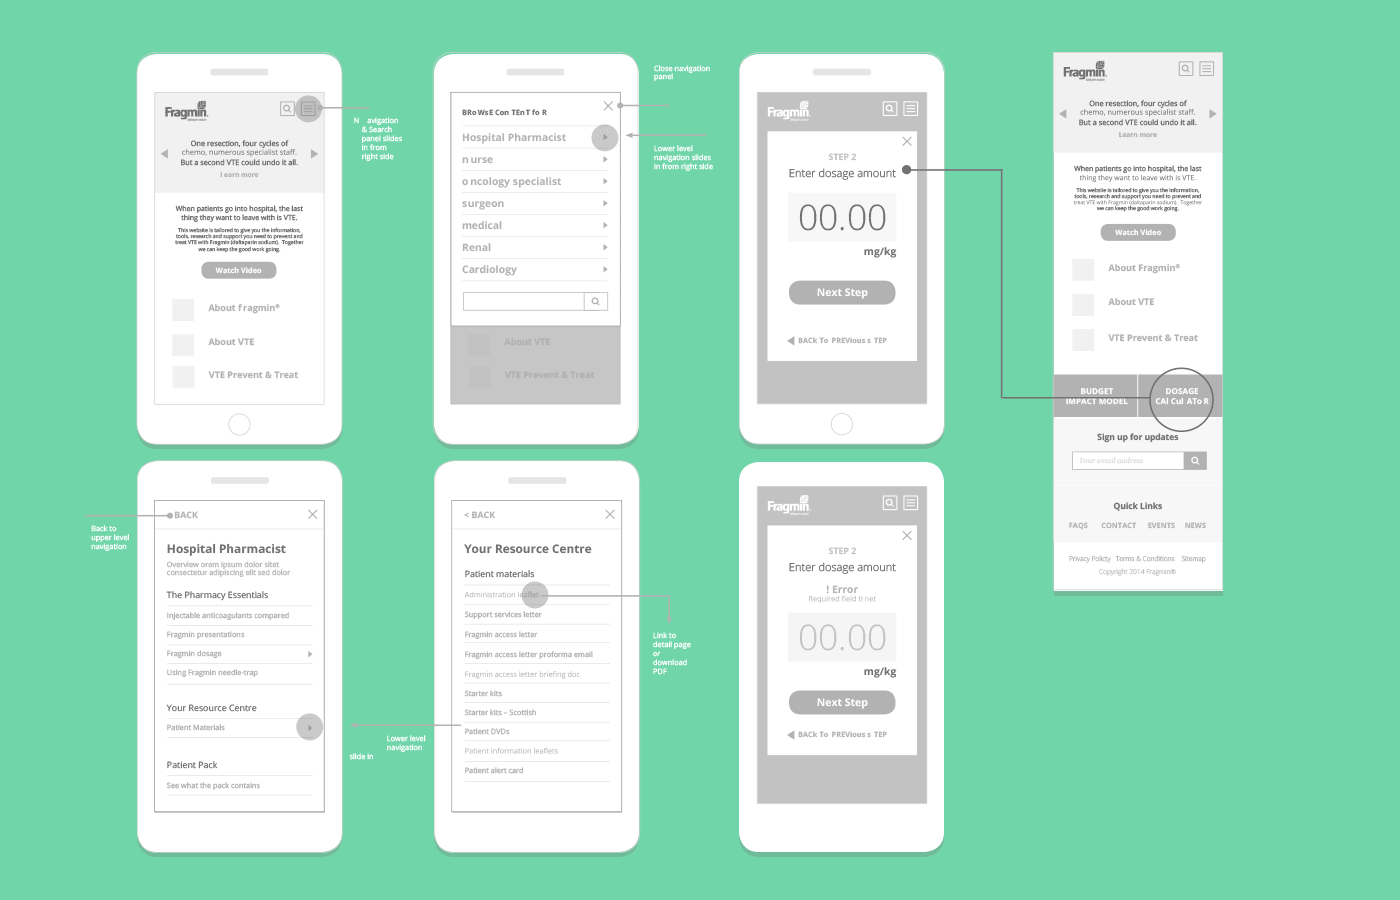 Fragmin.
One resection, four cycles of
chemo, numerous specialist staff.
But a second VTE could undo it all.
l earn more
When patients go into hospital, the last
thing they want to leave with is VTE.
This website is tailored to give you the information,
tools, research and support you need to prevent and
treat VTE with Fragmin (daltaparin sodium). Together
we can keep the good work going.
Watch Video
About f ragmin®
About VTE
VTE Prevent & Treat
N avigation
& Search
panel slides
in from
right side
BRoWsE Con TEnT fo R
Hospital Pharmacist
n urse
o ncology specialist
surgeon
medical
Renal
Cardiology
About VTE
VTE Prevent & Treat
Close navigation
panel
Lower level
navigation slides
in from right side
Fragmin.
STEP 2
Enter dosage amount
00.00
mg/kg
Next Step
BACk To PREVious s TEP
Fragmin.
One resection, four cycles of
chemo, numerous specialist staff.
But a second VTE could undo it all.
Learn more
When patients go into hospital, the last
thing they want to leave with is VTE.
This website is tailored to give you the information,
tools, research and support you need to prevent and
treat VTE with Fragmin (daltaparin sodium). Together
we can keep the good work going.
Watch Video
About Fragmin®
About VTE
VTE Prevent & Treat
BUDGET
IMPACT MODEL
DOSAGE
CAl Cul ATo R
Sign up for updates
Your email address
Quick Links
FAQS CONTACT EVENTS NEWS
Privacy Policty Terms & Conditions Sitemap
Copyright 2014 Fragmin®
Back to
upper level
navigation
BACK
Hospital Pharmacist
Overview orem ipsum dolor sitet
consectetur adipiscing elit sed dolor
The Pharmacy Essentials
Injectable anticoagulants compared
Fragmin presentations
Fragmin dosage
Using Fragmin needle-trap
Your Resource Centre
Patient Materials
Patient Pack
See what the pack contains
Lower level
navigation
slide in
< BACK
Your Resource Centre
Patient materials
Administration leaflet
Support services letter
Fragmin access letter
Fragmin access letter proforma email
Fragmin access letter briefing doc
Starter kits
Starter kits – Scottish
Patient DVDs
Patient information leaflets
Patient alert card
Link to
detail page
or
download
PDF
Fragmin.
STEP 2
Enter dosage amount
! Error
Required field ti net
00.00
mg/kg
Next Step
BACk To PREVious s TEP